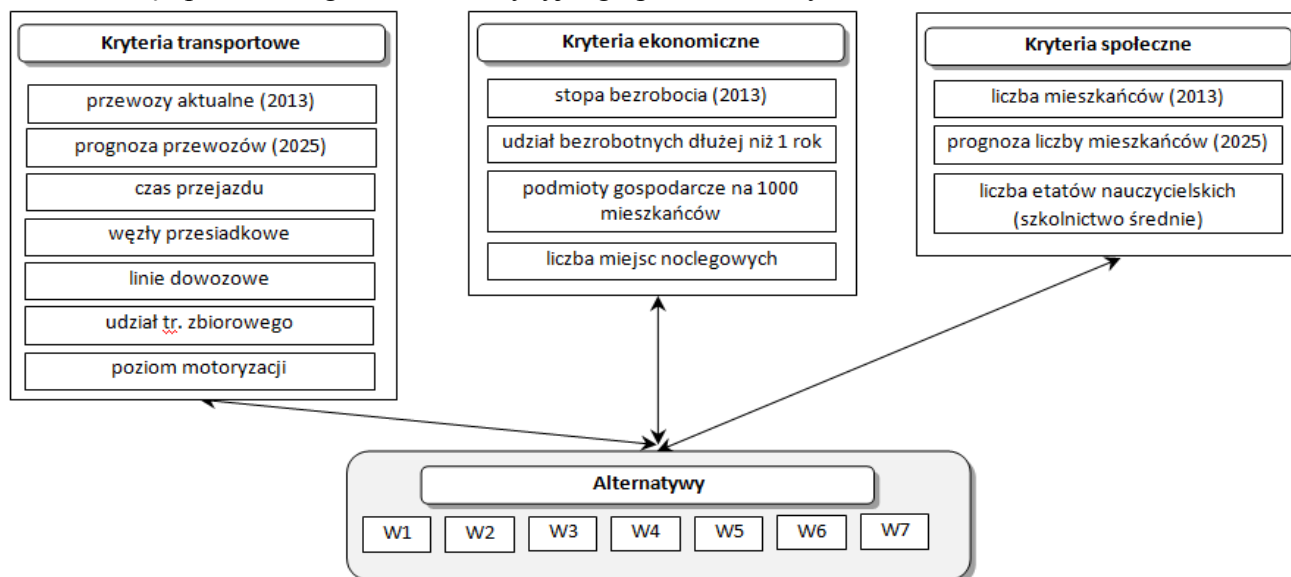 Kryteria transportowe
przewozy aktualne (2013)
prognoza przewozów (2025)
czas przejazdu
węzły przesiadkowe
linie dowozowe
udział tr. zbiorowego
poziom motoryzacji
Kryteria ekonomiczne
stopa bezrobocia (2013)
udział bezrobotnych dłużej niż 1 rok
podmioty gospodarcze na 1000
mieszkańców
liczba miejsc noclegowych
Kryteria społeczne
liczba mieszkańców (2013)
prognoza liczby mieszkańców (2025)
liczba etatów nauczycielskich
(szkolnictwo średnie)
Alternatywy
W1 W2 W3 W4 W5 W6 W7